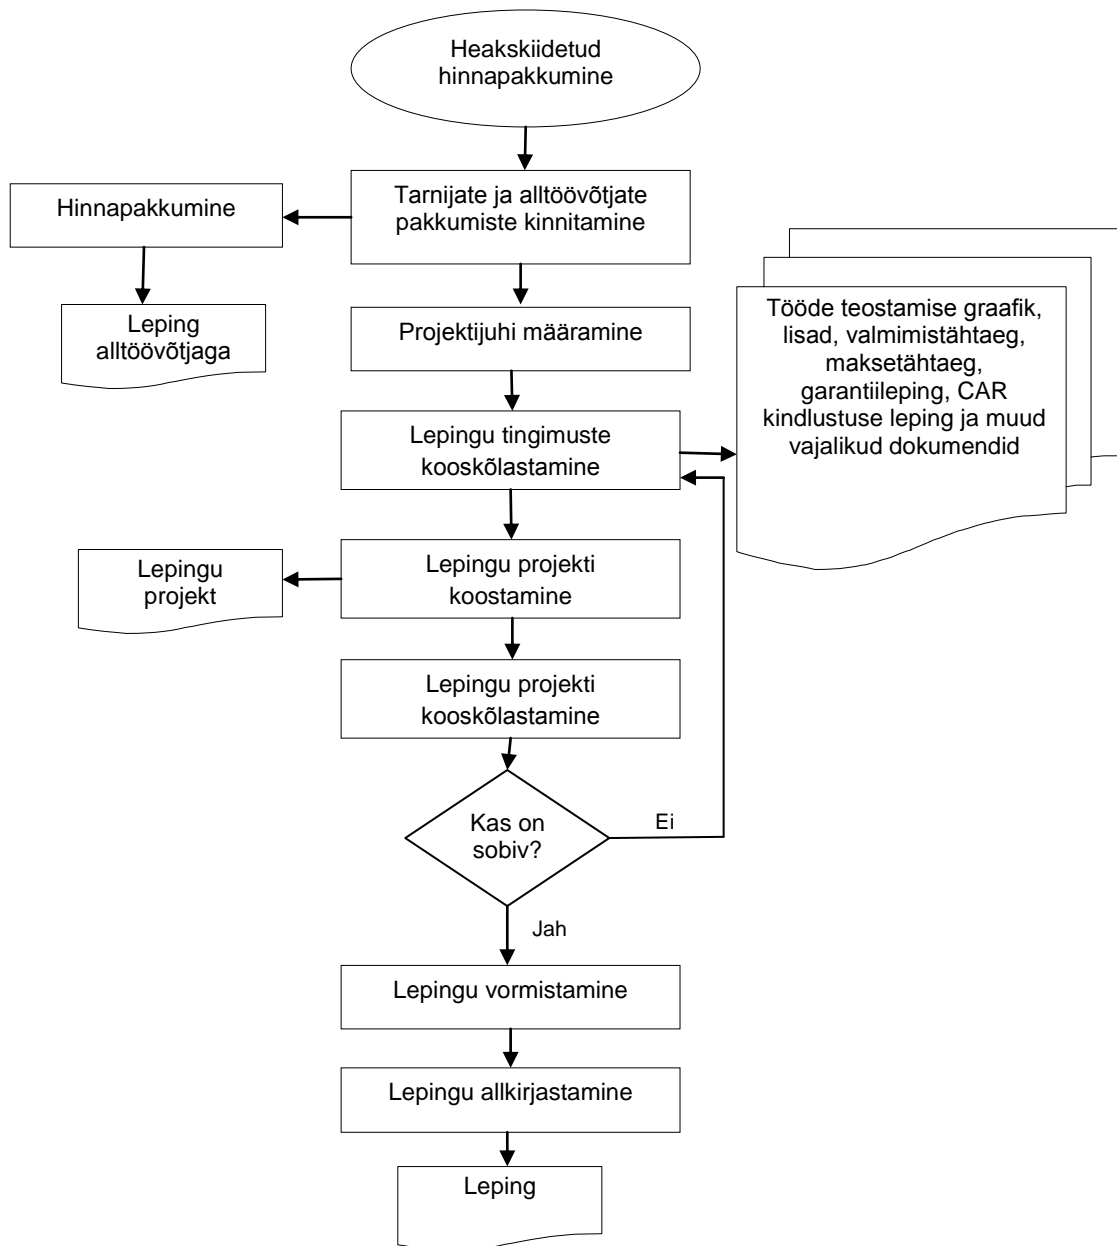 Heakskiidetud
hinnapakkumine
Hinnapakkumine
Tarnijate ja alltöövõtjate
pakkumiste kinnitamine
Leping
alltöövõtjaga
Projektijuhi määramine
Tööde teostamise graafik,
lisad, valmimistähtaeg,
maksetähtaeg,
garantiileping, CAR
kindlustuse leping ja muud
vajalikud dokumendid
Lepingu tingimuste
kooskõlastamine
Lepingu
projekt
Lepingu projekti
koostamine
Lepingu projekti
kooskõlastamine
Kas on
sobiv?
Ei
Jah
Lepingu vormistamine
Lepingu allkirjastamine
Leping